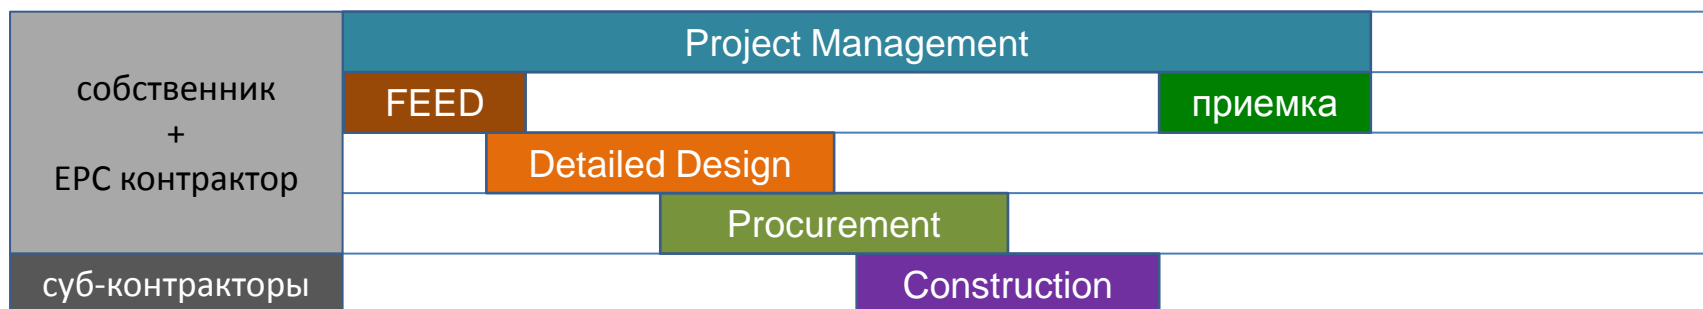 Project Management
собственник
+
EPC контрактор
FEED
приемка
Detailed Design
Procurement
суб-контракторы
Construction